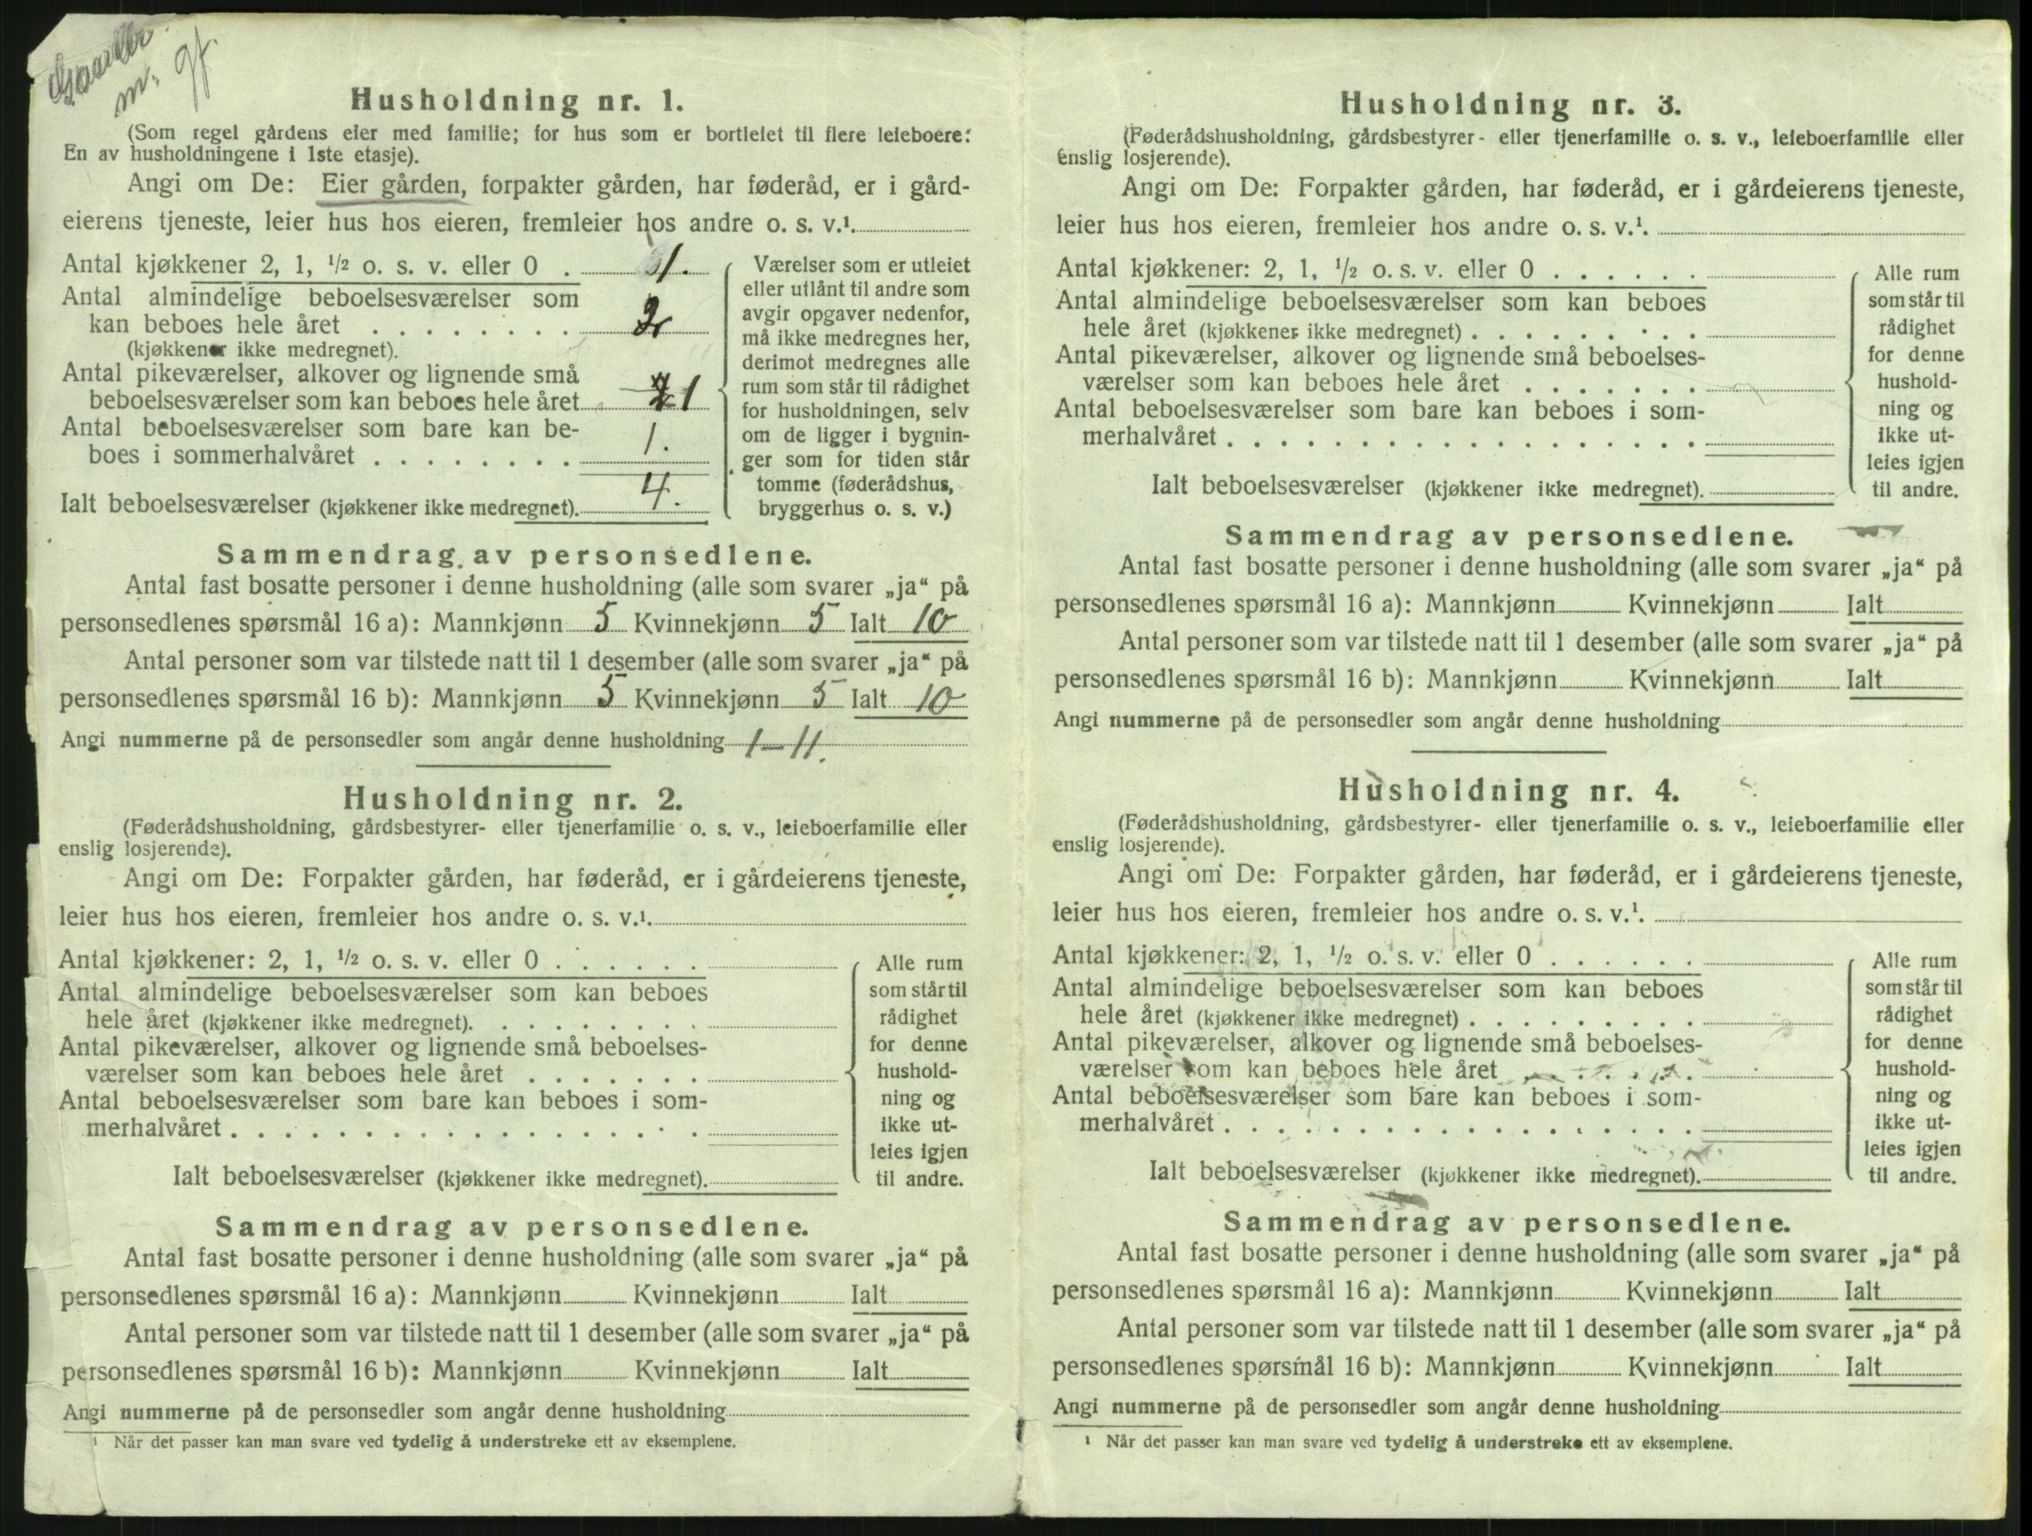 m. gf.
Husholdning nr. 1.
(Som regel gårdens eier med familie; for hus som er bortleiet til flere leieboere:
En av husholdningene i 1ste etasje).
Angi om De: Eier gården, forpakter gården, har føderåd, er i gård-
eierens tjeneste, leier hus hos eieren, fremleier hos andre o. s. v.¹.
Antal kjøkkener 2, 1, ½ o. s. v. eller 0 . 1.
Antal almindelige beboelsesværelser som
kan beboes hele året . . . . . . . . 2
(kjøkkener ikke medregnet).
Antal pikeværelser, alkover og lignende små
beboelsesværelser som kan beboes hele året 1
Antal beboelsesværelser som bare kan be-
boes i sommerhalvåret . . . . . . . . 1.
Ialt beboelsesværelser (kjøkkener ikke medregnet). 4.
Værelser som er utleiet
eller utlånt til andre som
avgir opgaver nedenfor,
må ikke medregnes her,
derimot medregnes alle
rum som står til rådighet
for husholdningen, selv
om de ligger i bygnin-
ger som for tiden står
tomme (føderådshus,
bryggerhus o. s. v.)
Sammendrag av personsedlene.
Antal fast bosatte personer i denne husholdning (alle som svarer „ja“ på
personsedlenes spørsmål 16 a): Mannkjønn 5 Kvinnekjønn 5 Ialt 10
Antal personer som var tilstede natt til 1 desember (alle som svarer „ja“ på
personsedlenes spørsmål 16 b): Mannkjønn 5 Kvinnekjønn 5 Ialt 10
Angi nummerne på de personsedler som angår denne husholdning 1-11.
Husholdning nr. 2.
(Føderådshusholdning, gårdsbestyrer- eller tjenerfamilie o. s. v., leieboerfamilie eller
enslig losjerende).
Angi om De: Forpakter gården, har føderåd, er i gårdeierens tjeneste,
leier hus hos eieren, fremleier hos andre o. s. v.¹.
Antal kjøkkener: 2, 1, ½ o. s. v. eller 0 . . . . . .
Antal almindelige beboelsesværelser som kan beboes
hele året (kjøkkener ikke medregnet). . . . . . . . .
Antal pikeværelser, alkover og lignende små beboelses-
værelser som kan beboes hele året . . . . . . .
Antal beboelsesværelser som bare kan beboes i som-
merhalvåret . . . . . . . . . . . . . . . . . .
Ialt beboelsesværelser (kjøkkener ikke medregnet).
Alle rum
som står til
rådighet
for denne
hushold-
ning og
ikke ut-
leies igjen
til andre.
Sammendrag av personsedlene.
Antal fast bosatte personer i denne husholdning (alle som svarer „ja“ på
personsedlenes spørsmål 16 a): Mannkjønn Kvinnekjønn Ialt
Antal personer som var tilstede natt til 1 desember (alle som svarer „ja“ på
personsedlenes spørsmål 16 b): Mannkjønn Kvinnekjønn Ialt
Angi nummerne på de personsedler som angår denne husholdning
¹ Når det passer kan man svare ved tydelig å understreke ett av eksemplene.
Husholdning nr. 3.
(Føderådshusholdning, gårdsbestyrer- eller tjenerfamilie o. s. v., leieboerfamilie eller
enslig losjerende).
Angi om De: Forpakter gården, har føderåd, er i gårdeierens tjeneste,
leier hus hos eieren, fremleier hos andre o. s. v.¹.
Antal kjøkkener: 2, 1, ½ o. s. v. eller 0 . . . . . .
Antal almindelige beboelsesværelser som kan beboes
hele året (kjøkkener ikke medregnet) . . . . . . . . .
Antal pikeværelser, alkover og lignende små beboelses-
værelser som kan beboes hele året . . . . . . .
Antal beboelsesværelser som bare kan beboes i som-
merhalvåret . . . . . . . . . . . . . . . . . .
Ialt beboelsesværelser (kjøkkener ikke medregnet).
Alle rum
som står til
rådighet
for denne
hushold-
ning og
ikke ut-
leies igjen
til andre.
Sammendrag av personsedlene.
Antal fast bosatte personer i denne husholdning (alle som svarer „ja“ på
personsedlenes spørsmål 16 a): Mannkjønn Kvinnekjønn Ialt
Antal personer som var tilstede natt til 1 desember (alle som svarer „ja“ på
personsedlenes spørsmål 16 b): Mannkjønn Kvinnekjønn Ialt
Angi nummerne på de personsedler som angår denne husholdning
Husholdning nr. 4.
(Føderådshusholdning, gårdsbestyrer- eller tjenerfamilie o. s. v., leieboerfamilie eller
enslig losjerende).
Angi om De: Forpakter gården, har føderåd, er i gårdeierens tjeneste,
leier hus hos eieren, fremleier hos andre o. s. v.¹.
Antal kjøkkener: 2, 1, ½ o. s. v. eller 0 . . . . . .
Antal almindelige beboelsesværelser som kan beboes
hele året (kjøkkener ikke medregnet) . . . . . . . . .
Antal pikeværelser, alkover og lignende små beboelses-
værelser som kan beboes hele året . . . . . . .
Antal beboelsesværelser som bare kan beboes i som-
merhalvåret . . . . . . . . . . . . . . . . . .
Ialt beboelsesværelser (kjøkkener ikke medregnet).
Alle rum
som står til
rådighet
for denne
hushold-
ning og
ikke ut-
leies igjen
til andre.
Sammendrag av personsedlene.
Antal fast bosatte personer i denne husholdning (alle som svarer „ja“ på
personsedlenes spørsmål 16 a): Mannkjønn Kvinnekjønn Ialt
Antal personer som var tilstede natt til 1 desember (alle som svarer „ja“ på
personsedlenes spørsmål 16 b): Mannkjønn Kvinnekjønn Ialt
Angi nummerne på de personsedler som angår denne husholdning
¹ Når det passer kan man svare ved tydelig å understreke ett av eksemplene.